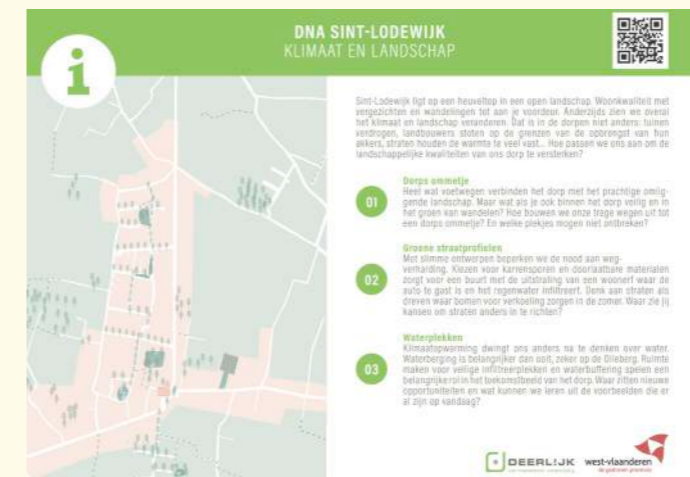 DNA SINT-LODEWIJK
KLIMAAT EN LANDSCHAP
i
Sint-Lodewijk ligt op een heuveltop in een open landschap. Woonkwaliteit met
vergezichten en wandelingen tot aan je voordeur. Anderzijds zien we overal
het klimaat en landschap veranderen. Dat is in de dorpen niet anders: tuinen
verdrogen, landbouwers stoten op de grenzen van de opbrengst van hun
akkers, straten houden de warmte te veel vast... Hoe passen we ons aan om de
landschappelijke kwaliteiten van ons dorp te versterken?
01
Dorps ommetje
Heel wat voetwegen verbinden het dorp met het prachtige omlig-
gende landschap. Maar wat als je ook binnen het dorp veilig en in
het groen kan wandelen? Hoe bouwen we onze trage wegen uit tot
een dorps ommetje? En welke plekjes mogen niet ontbreken?
02
Groene straatprofielen
Met slimme ontwerpen beperken we de nood aan weg-
verharding. Kiezen voor karrensporen en doorlaatbare materialen
zorgt voor een buurt met de uitstraling van een woonerf waar de
auto te gast is en het regenwater infiltreert. Denk aan straten als
dreven waar bomen voor verkoeling zorgen in de zomer. Waar zie jij
kansen om straten anders in te richten?
03
Waterplekken
Klimaatopwarming dwingt ons anders na te denken over water.
Waterberging is belangrijker dan ooit, zeker op de Olieberg. Ruimte
maken voor veilige infiltreerplekken en waterbuffering spelen een
belangrijke rol in het toekomstbeeld van het dorp. Waar zitten nieuwe
opportuniteiten en wat kunnen we leren uit de voorbeelden die er
al zijn op vandaag?
DEERL!JK
west-vlaanderen
de gedreven provincie